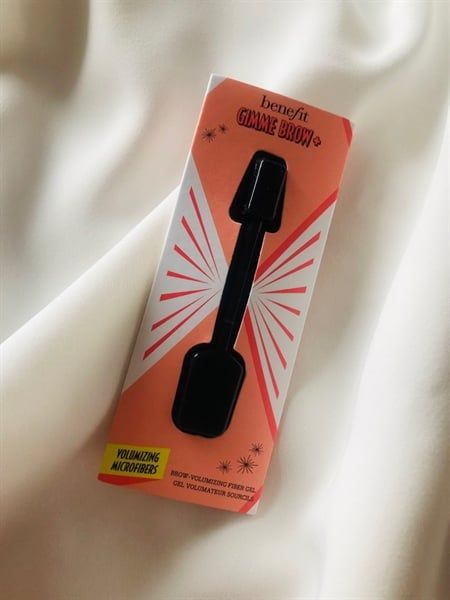 benefit
GIMME BROW+
VOLUMIZING
MICROFIBERS
BROW-VOLUMIZING FIBER GEL
GEL VOLUMATEUR SOURCILS